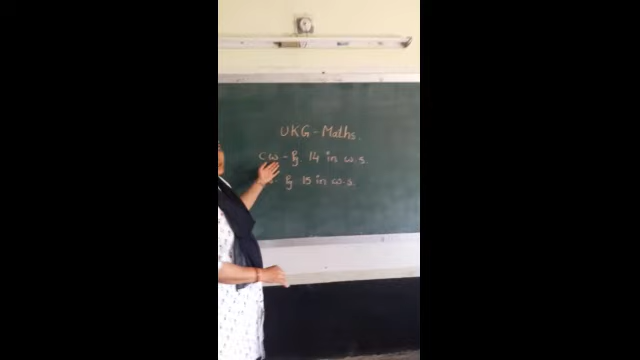 UKG - Maths.
CW - Pg 14 in w.s.
Pg 15 in w.s.